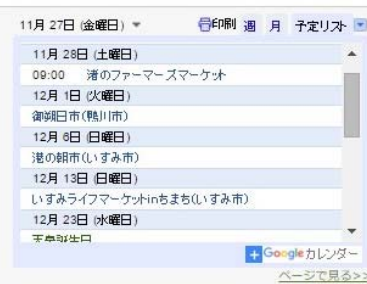 11月 27日 (金曜日) 印刷 週 月 予定リスト
11月 28日 (土曜日)
09:00 渚のファーマーズマーケット
12月 1日 (火曜日)
御朔日市(鴨川市)
12月 6日 (日曜日)
港の朝市(いすみ市)
12月 13日 (日曜日)
いすみライフマーケットinちまち(いすみ市)
12月 23日 (水曜日)
天皇誕生日
+ Googleカレンダー
ページで見る>>